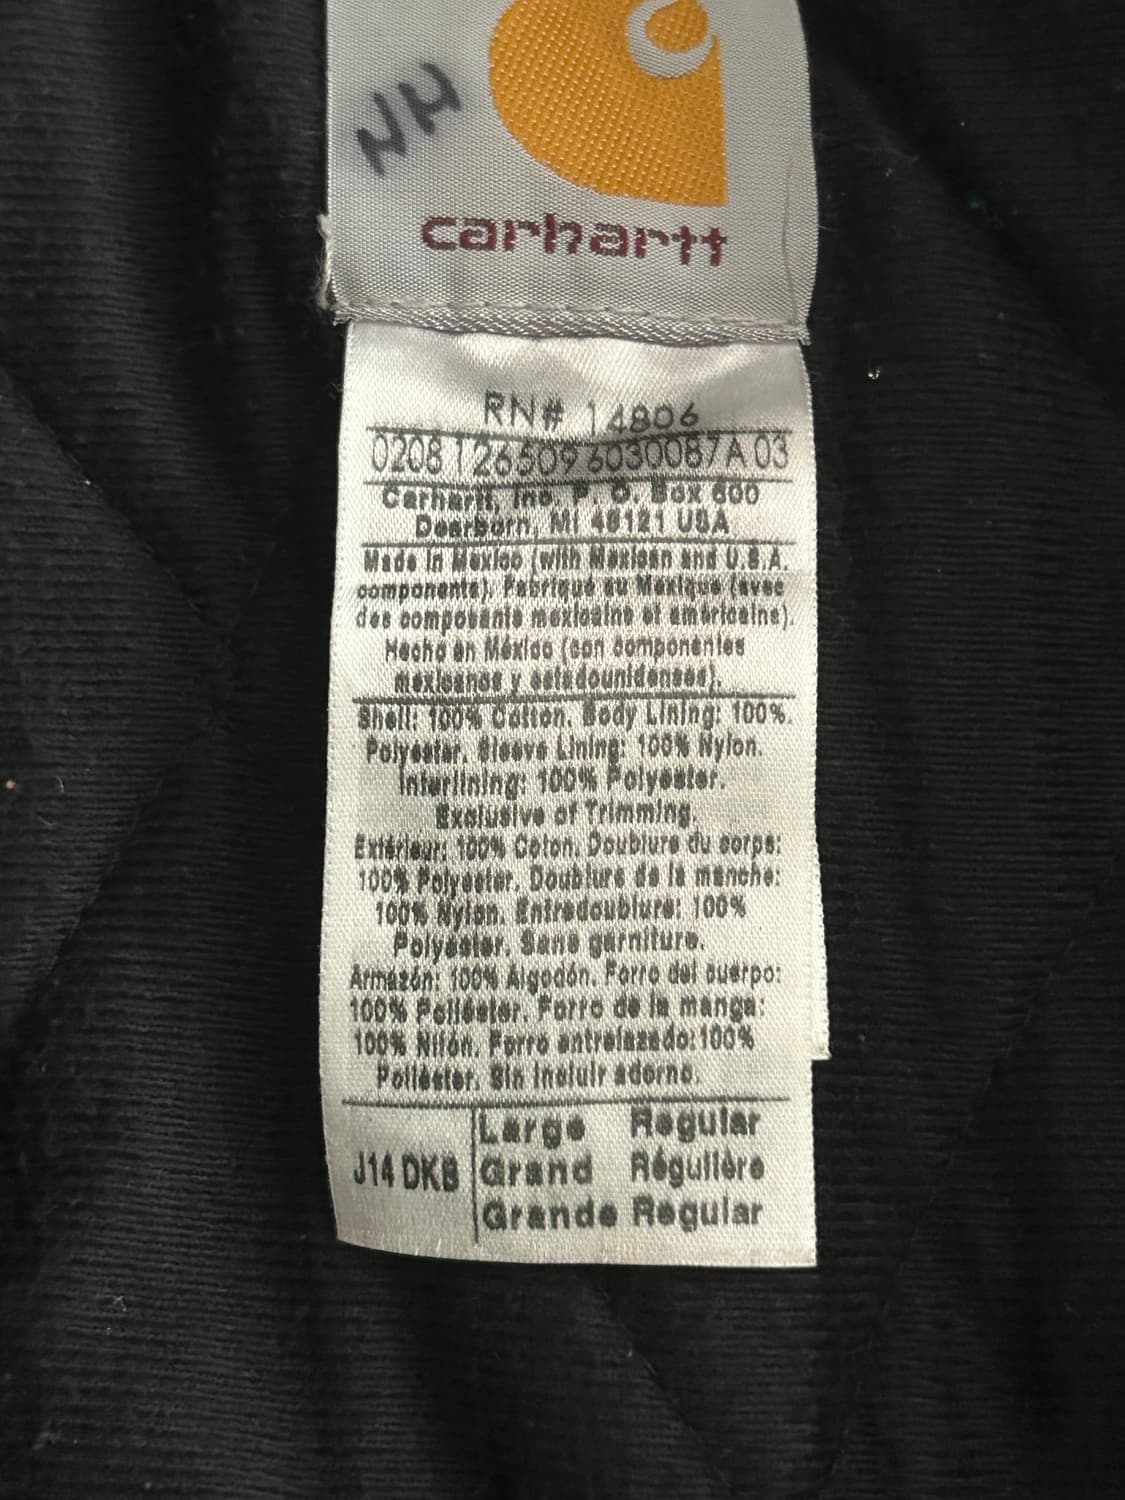 NH
carhartt
RN# 14806
0208 126509 6030087A 03
Carhartt, Inc. P. O. Box 600
Dearborn, MI 48121 USA
Made in Mexico (with Mexican and U.S.A.
components). Fabriqué au Mexique (avec
des composants mexicains et américains).
Hecho en México (con componentes
mexicanos y estadounidenses).
Shell: 100% Cotton. Body Lining: 100%
Polyester. Sleeve Lining: 100% Nylon.
Interlining: 100% Polyester.
Exclusive of Trimming.
Extérieur: 100% Coton. Doublure du corps:
100% Polyester. Doublure de la manche:
100% Nylon. Entredoublure: 100%
Polyester. Sans garniture.
Armazón: 100% Algodón. Forro del cuerpo:
100% Poliéster. Forro de la manga:
100% Nilón. Forro entrelazado:100%
Poliéster. Sin incluir adorno.
J14 DKB
Large Regular
Grand Régulière
Grande Regular